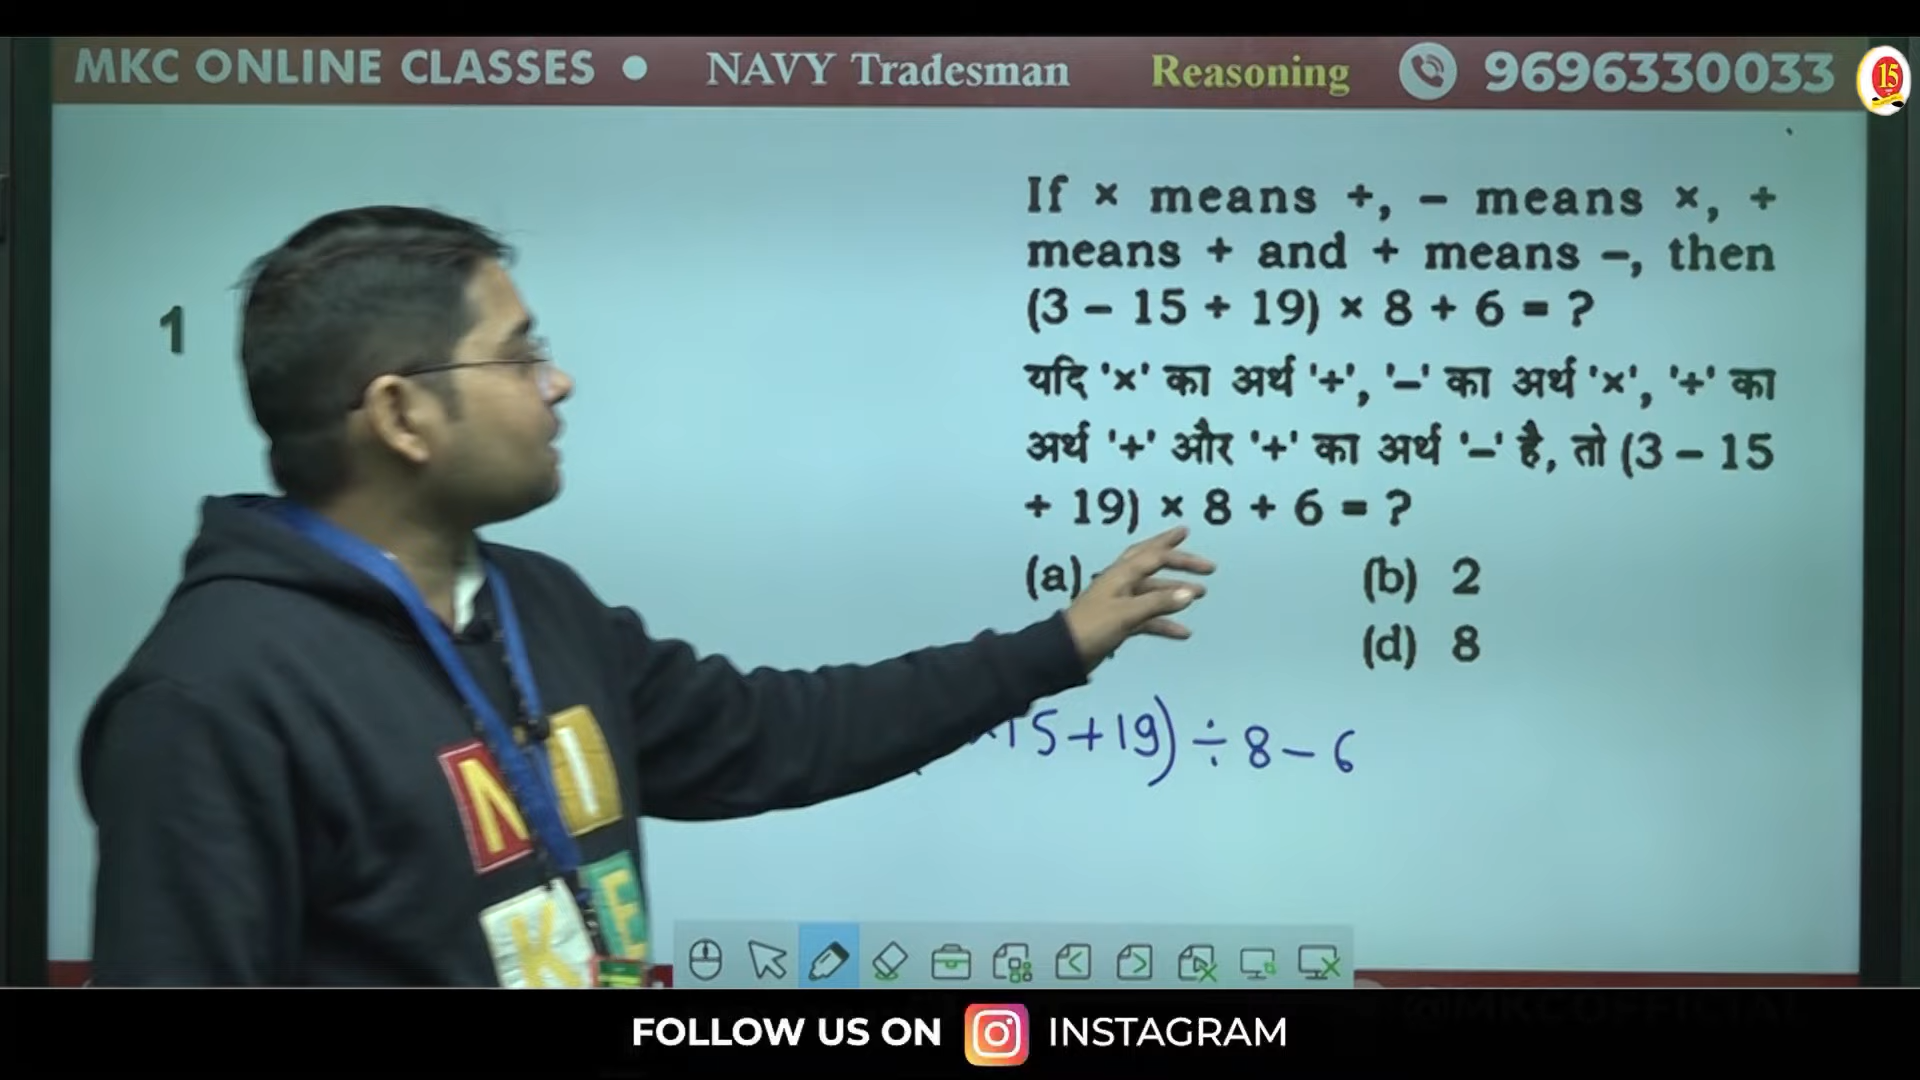 MKC ONLINE CLASSES • NAVY Tradesman Reasoning 9696330033
15
1
If × means ÷, – means ×, ÷
means + and + means –, then
(3 – 15 ÷ 19) × 8 + 6 = ?
यदि '×' का अर्थ '÷', '–' का अर्थ '×', '÷' का
अर्थ '+' और '+' का अर्थ '–' है, तो (3 – 15
÷ 19) × 8 + 6 = ?
(a)
(b) 2
(d) 8
15+19) ÷ 8 – 6
NIKE
FOLLOW US ON INSTAGRAM